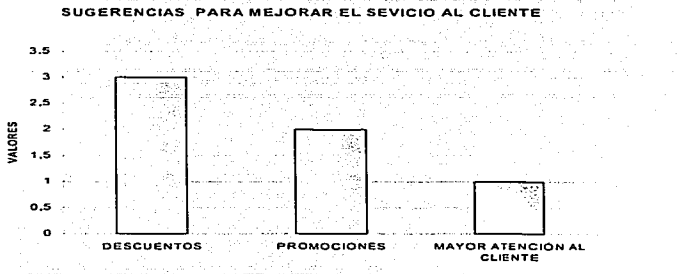 SUGERENCIAS PARA MEJORAR EL SEVICIO AL CLIENTE
3.5
3
2,5
2
1,5
1
0.5
0
VALORES
DESCUENTOS
PROMOCIONES
MAYOR ATENCION AL
CLIENTE